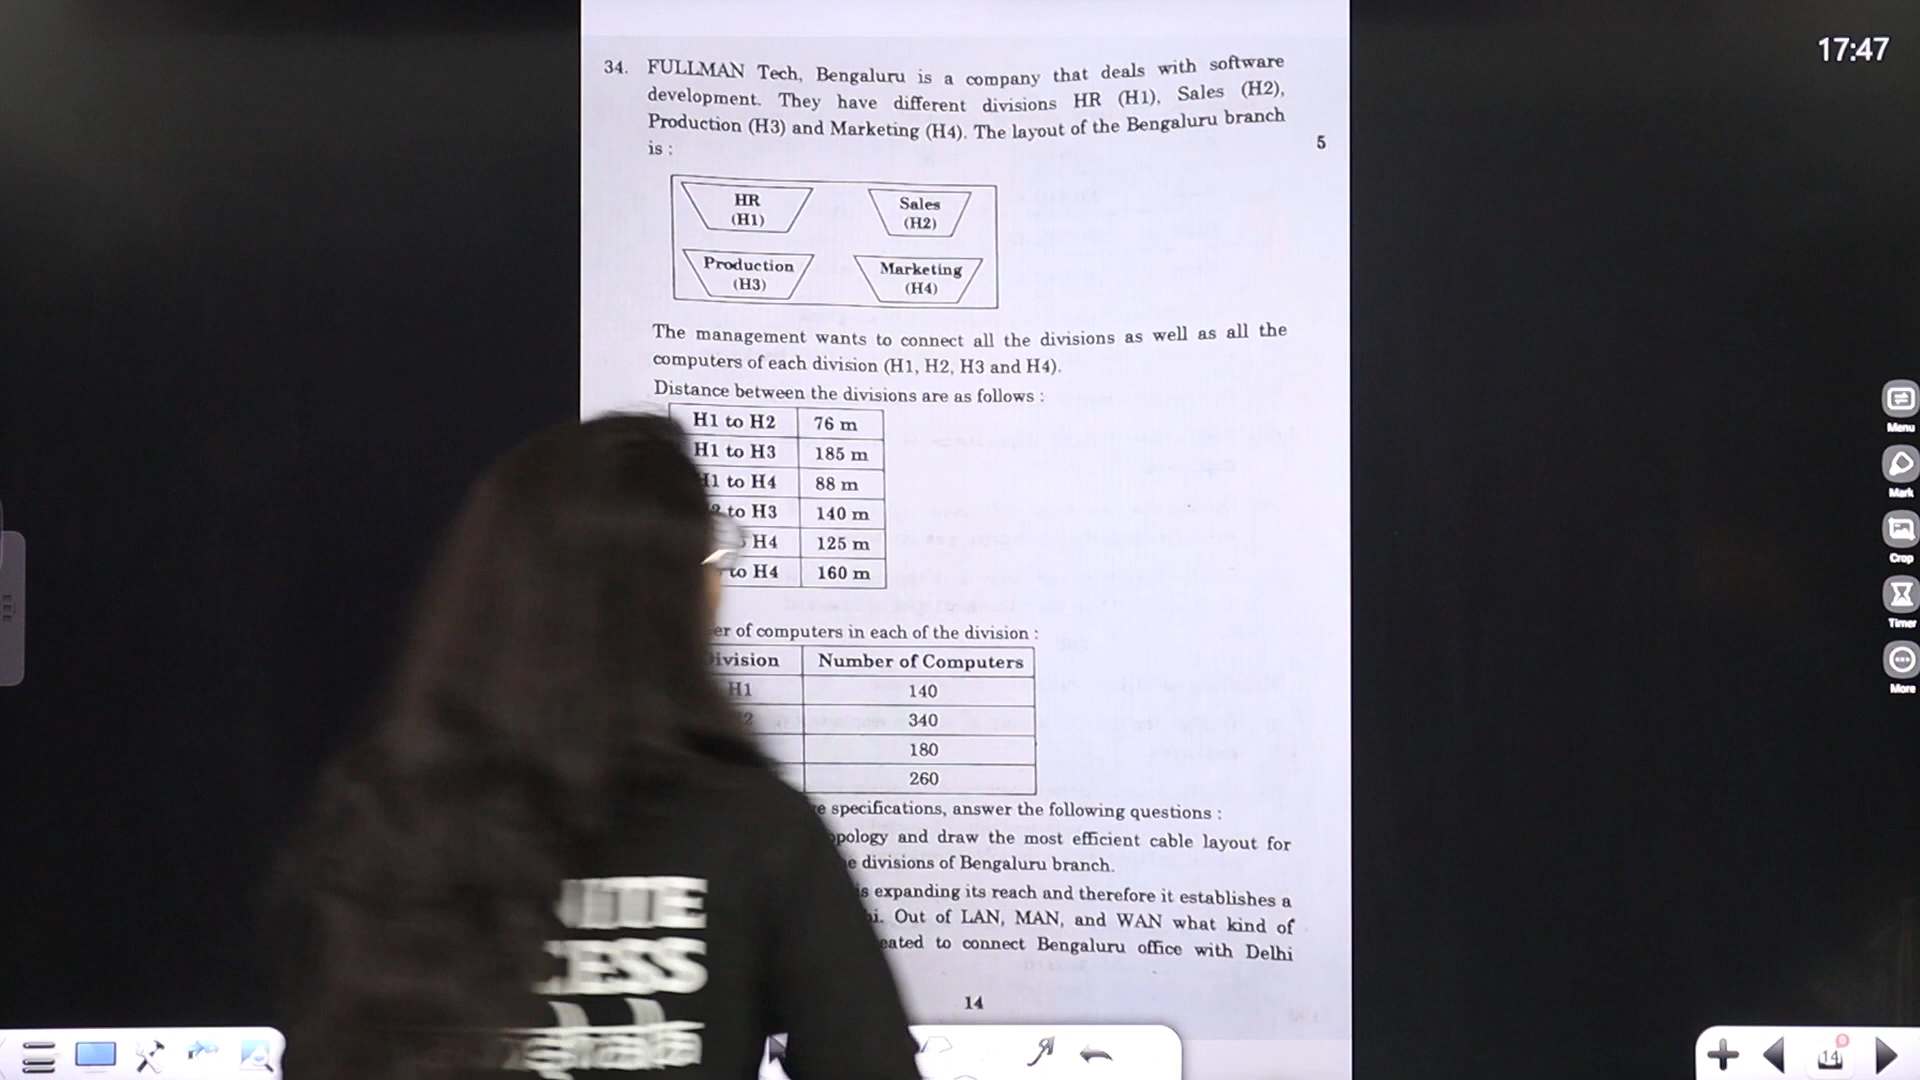 17:47
34. FULLMAN Tech, Bengaluru is a company that deals with software
development. They have different divisions HR (H1), Sales (H2),
Production (H3) and Marketing (H4). The layout of the Bengaluru branch
is :
5
HR
(H1)
Sales
(H2)
Production
(H3)
Marketing
(H4)
The management wants to connect all the divisions as well as all the
computers of each division (H1, H2, H3 and H4).
Distance between the divisions are as follows :
H1 to H2 76 m
H1 to H3 185 m
to H4 88 m
to H3 140 m
H4 125 m
to H4 160 m
of computers in each of the division :
Number of Computers
H1 140
340
180
260
specifications, answer the following questions :
and draw the most efficient cable layout for
divisions of Bengaluru branch.
expanding its reach and therefore it establishes a
Out of LAN, MAN, and WAN what kind of
to connect Bengaluru office with Delhi
14
Menu
Mark
Crop
Timer
More
14